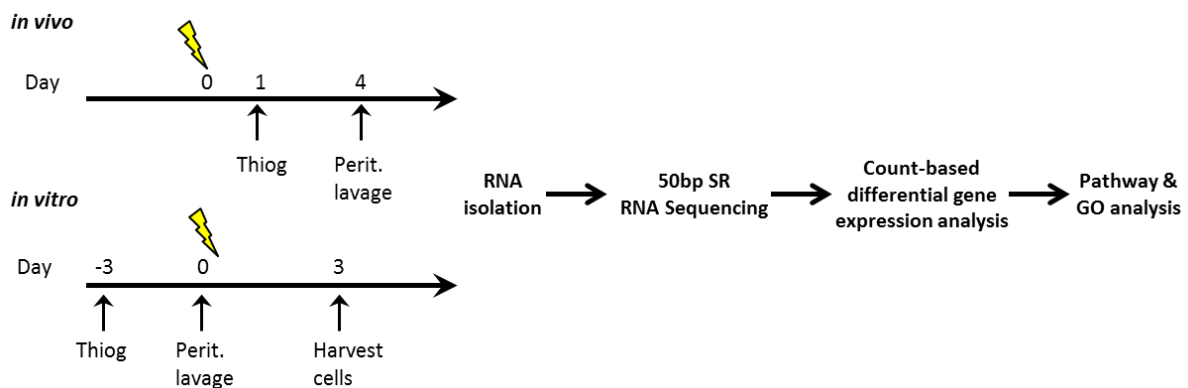 in vivo
Day 0 1 4
Thiog Perit.
lavage
in vitro
Day -3 0 3
Thiog Perit. Harvest
lavage cells
RNA
isolation
50bp SR
RNA Sequencing
Count-based
differential gene
expression analysis
Pathway &
GO analysis